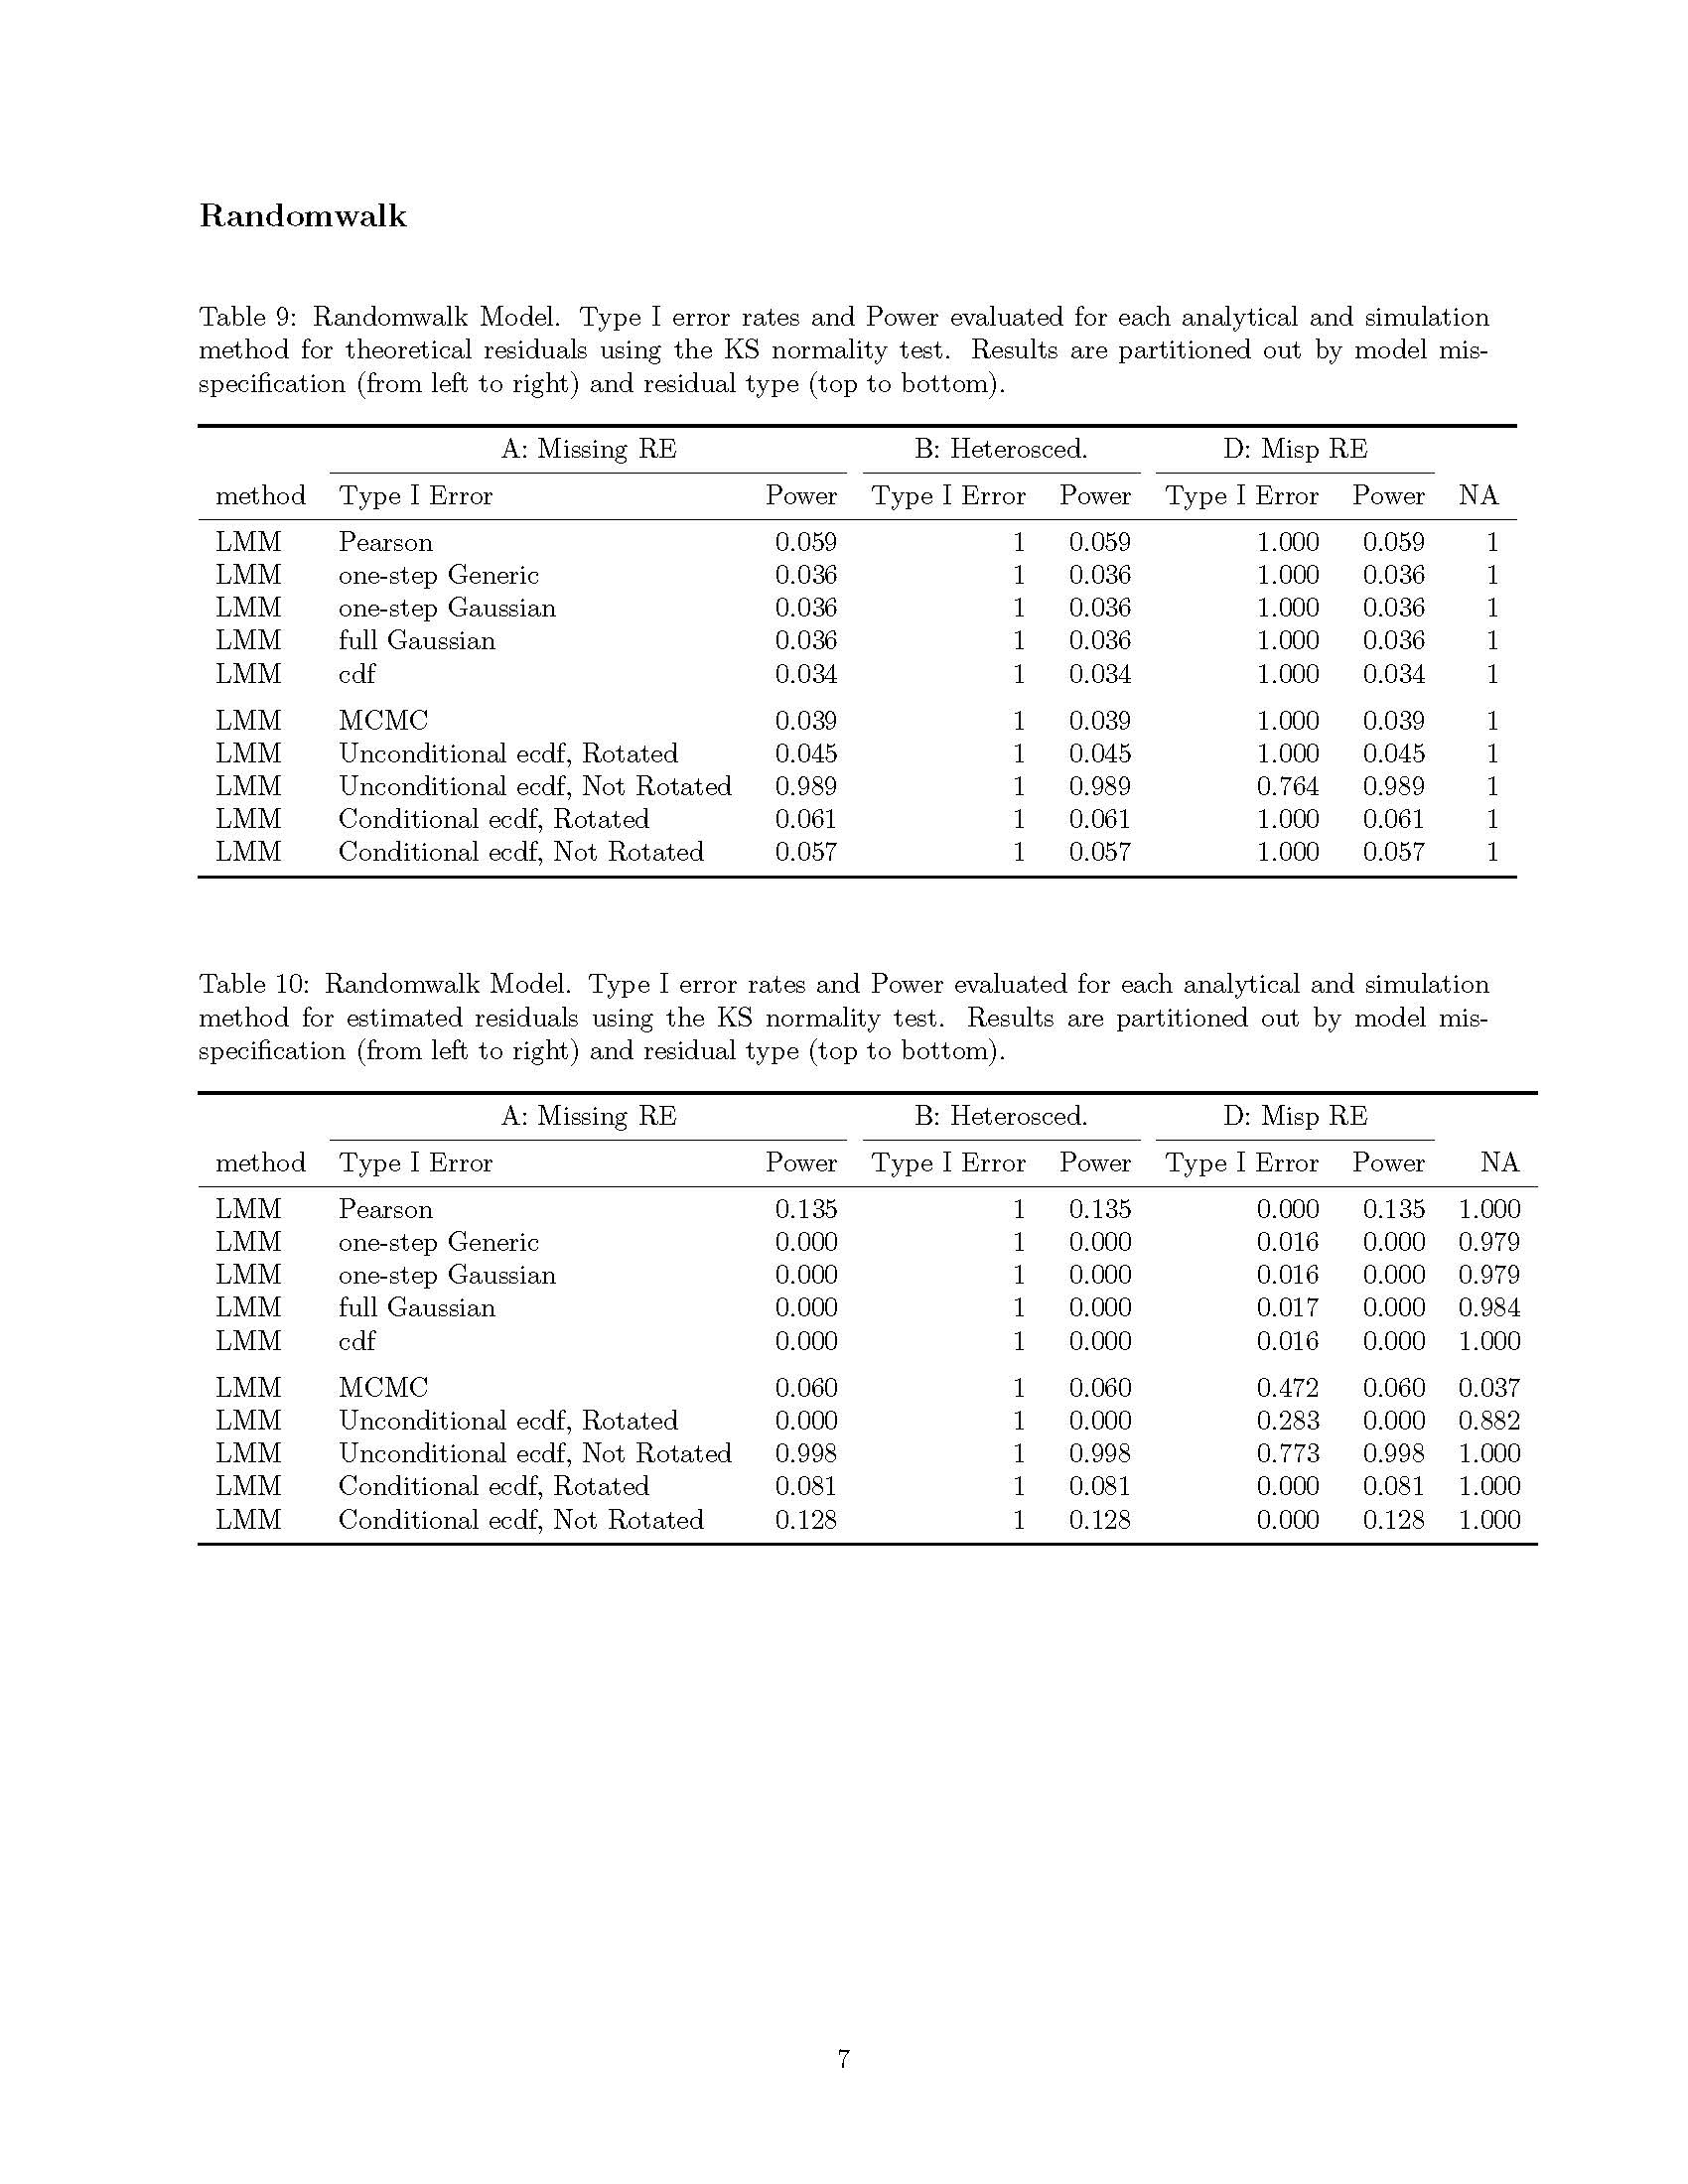 Randomwalk
Table 9: Randomwalk Model. Type I error rates and Power evaluated for each analytical and simulation
method for theoretical residuals using the KS normality test. Results are partitioned out by model mis-
specification (from left to right) and residual type (top to bottom).
A: Missing RE B: Heterosced. D: Misp RE
method Type I Error Power Type I Error Power Type I Error Power NA
LMM Pearson 0.059 1 0.059 1.000 0.059 1
LMM one-step Generic 0.036 1 0.036 1.000 0.036 1
LMM one-step Gaussian 0.036 1 0.036 1.000 0.036 1
LMM full Gaussian 0.036 1 0.036 1.000 0.036 1
LMM cdf 0.034 1 0.034 1.000 0.034 1
LMM MCMC 0.039 1 0.039 1.000 0.039 1
LMM Unconditional ecdf, Rotated 0.045 1 0.045 1.000 0.045 1
LMM Unconditional ecdf, Not Rotated 0.989 1 0.989 0.764 0.989 1
LMM Conditional ecdf, Rotated 0.061 1 0.061 1.000 0.061 1
LMM Conditional ecdf, Not Rotated 0.057 1 0.057 1.000 0.057 1
Table 10: Randomwalk Model. Type I error rates and Power evaluated for each analytical and simulation
method for estimated residuals using the KS normality test. Results are partitioned out by model mis-
specification (from left to right) and residual type (top to bottom).
A: Missing RE B: Heterosced. D: Misp RE
method Type I Error Power Type I Error Power Type I Error Power NA
LMM Pearson 0.135 1 0.135 0.000 0.135 1.000
LMM one-step Generic 0.000 1 0.000 0.016 0.000 0.979
LMM one-step Gaussian 0.000 1 0.000 0.016 0.000 0.979
LMM full Gaussian 0.000 1 0.000 0.017 0.000 0.984
LMM cdf 0.000 1 0.000 0.016 0.000 1.000
LMM MCMC 0.060 1 0.060 0.472 0.060 0.037
LMM Unconditional ecdf, Rotated 0.000 1 0.000 0.283 0.000 0.882
LMM Unconditional ecdf, Not Rotated 0.998 1 0.998 0.773 0.998 1.000
LMM Conditional ecdf, Rotated 0.081 1 0.081 0.000 0.081 1.000
LMM Conditional ecdf, Not Rotated 0.128 1 0.128 0.000 0.128 1.000
7